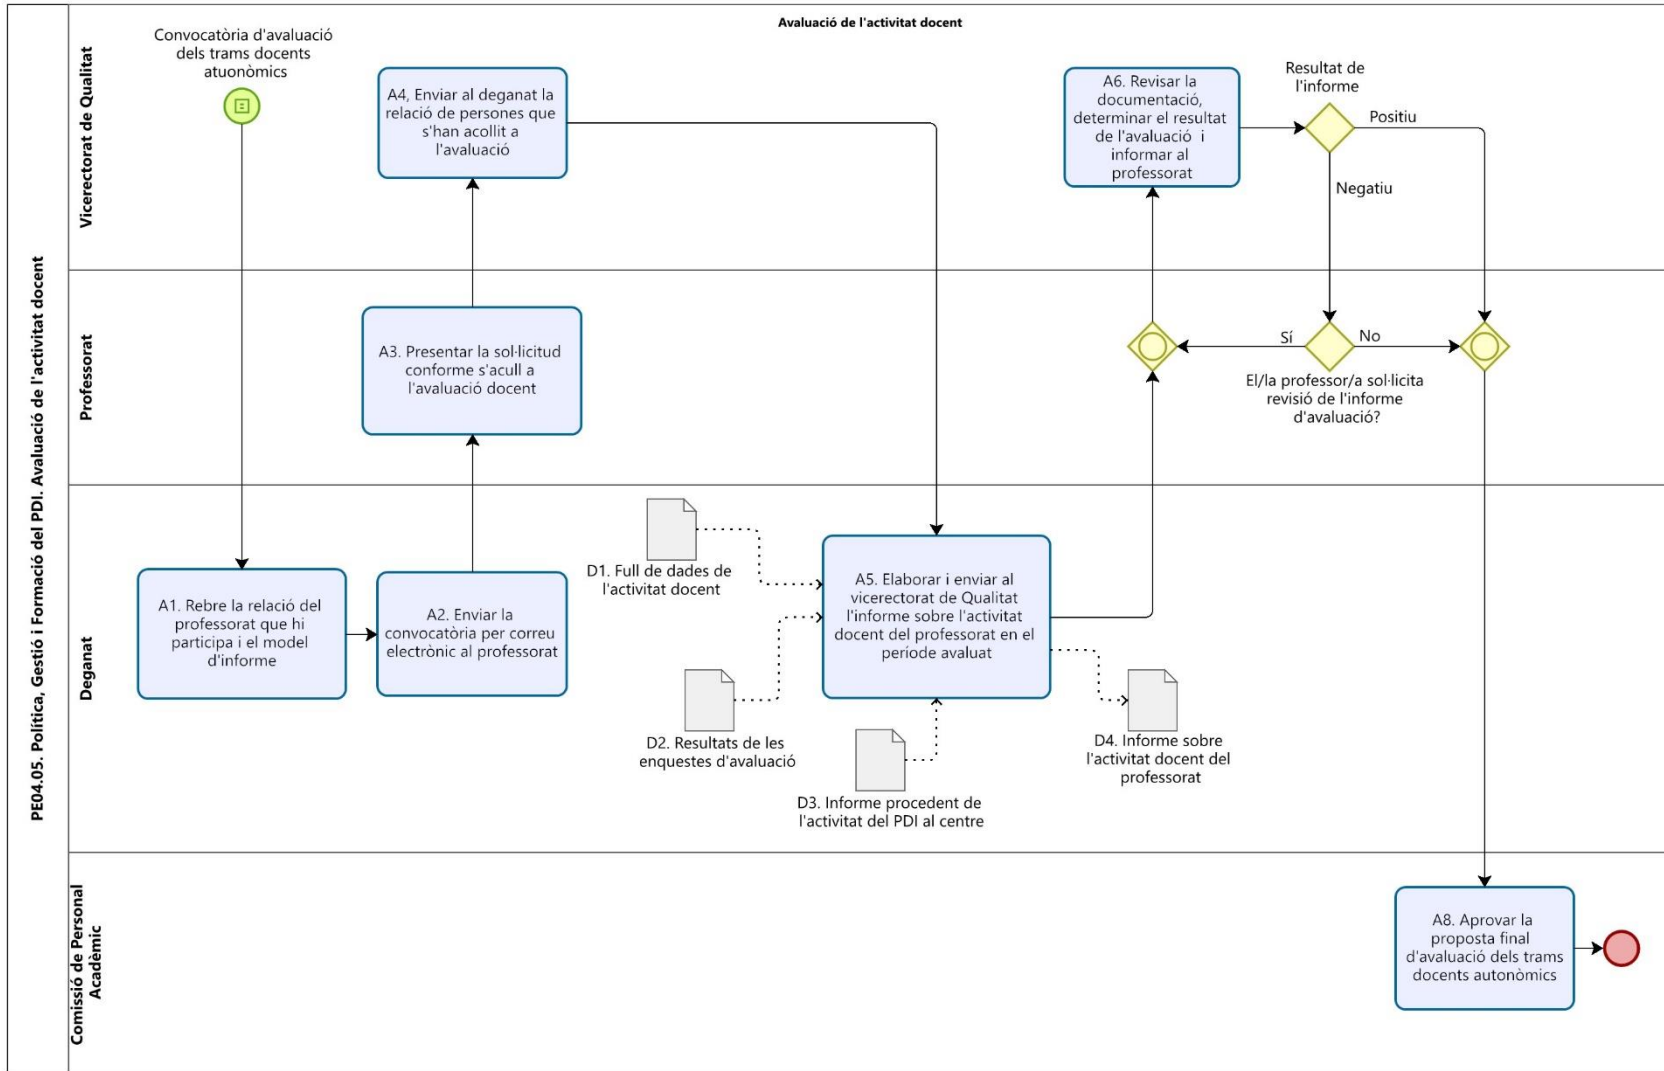 Avaluació de l'activitat docent
PE04.05. Política, Gestió i Formació del PDI. Avaluació de l'activitat docent
Vicerectorat de Qualitat
Convocatòria d'avaluació
dels trams docents
atuonòmics
A4, Enviar al deganat la
relació de persones que
s'han acollit a
l'avaluació
A6. Revisar la
documentació,
determinar el resultat
de l'avaluació i
informar al
professorat
Resultat de
l'informe
Positiu
Negatiu
Professorat
A3. Presentar la sol·licitud
conforme s'acull a
l'avaluació docent
Sí
No
El/la professor/a sol·licita
revisió de l'informe
d'avaluació?
Deganat
A1. Rebre la relació del
professorat que hi
participa i el model
d'informe
A2. Enviar la
convocatòria per correu
electrònic al professorat
D1. Full de dades de
l'activitat docent
D2. Resultats de les
enquestes d'avaluació
D3. Informe procedent de
l'activitat del PDI al centre
A5. Elaborar i enviar al
vicerectorat de Qualitat
l'informe sobre l'activitat
docent del professorat en el
període avaluat
D4. Informe sobre
l'activitat docent del
professorat
Comissió de Personal
Acadèmic
A8. Aprovar la
proposta final
d'avaluació dels trams
docents autonòmics